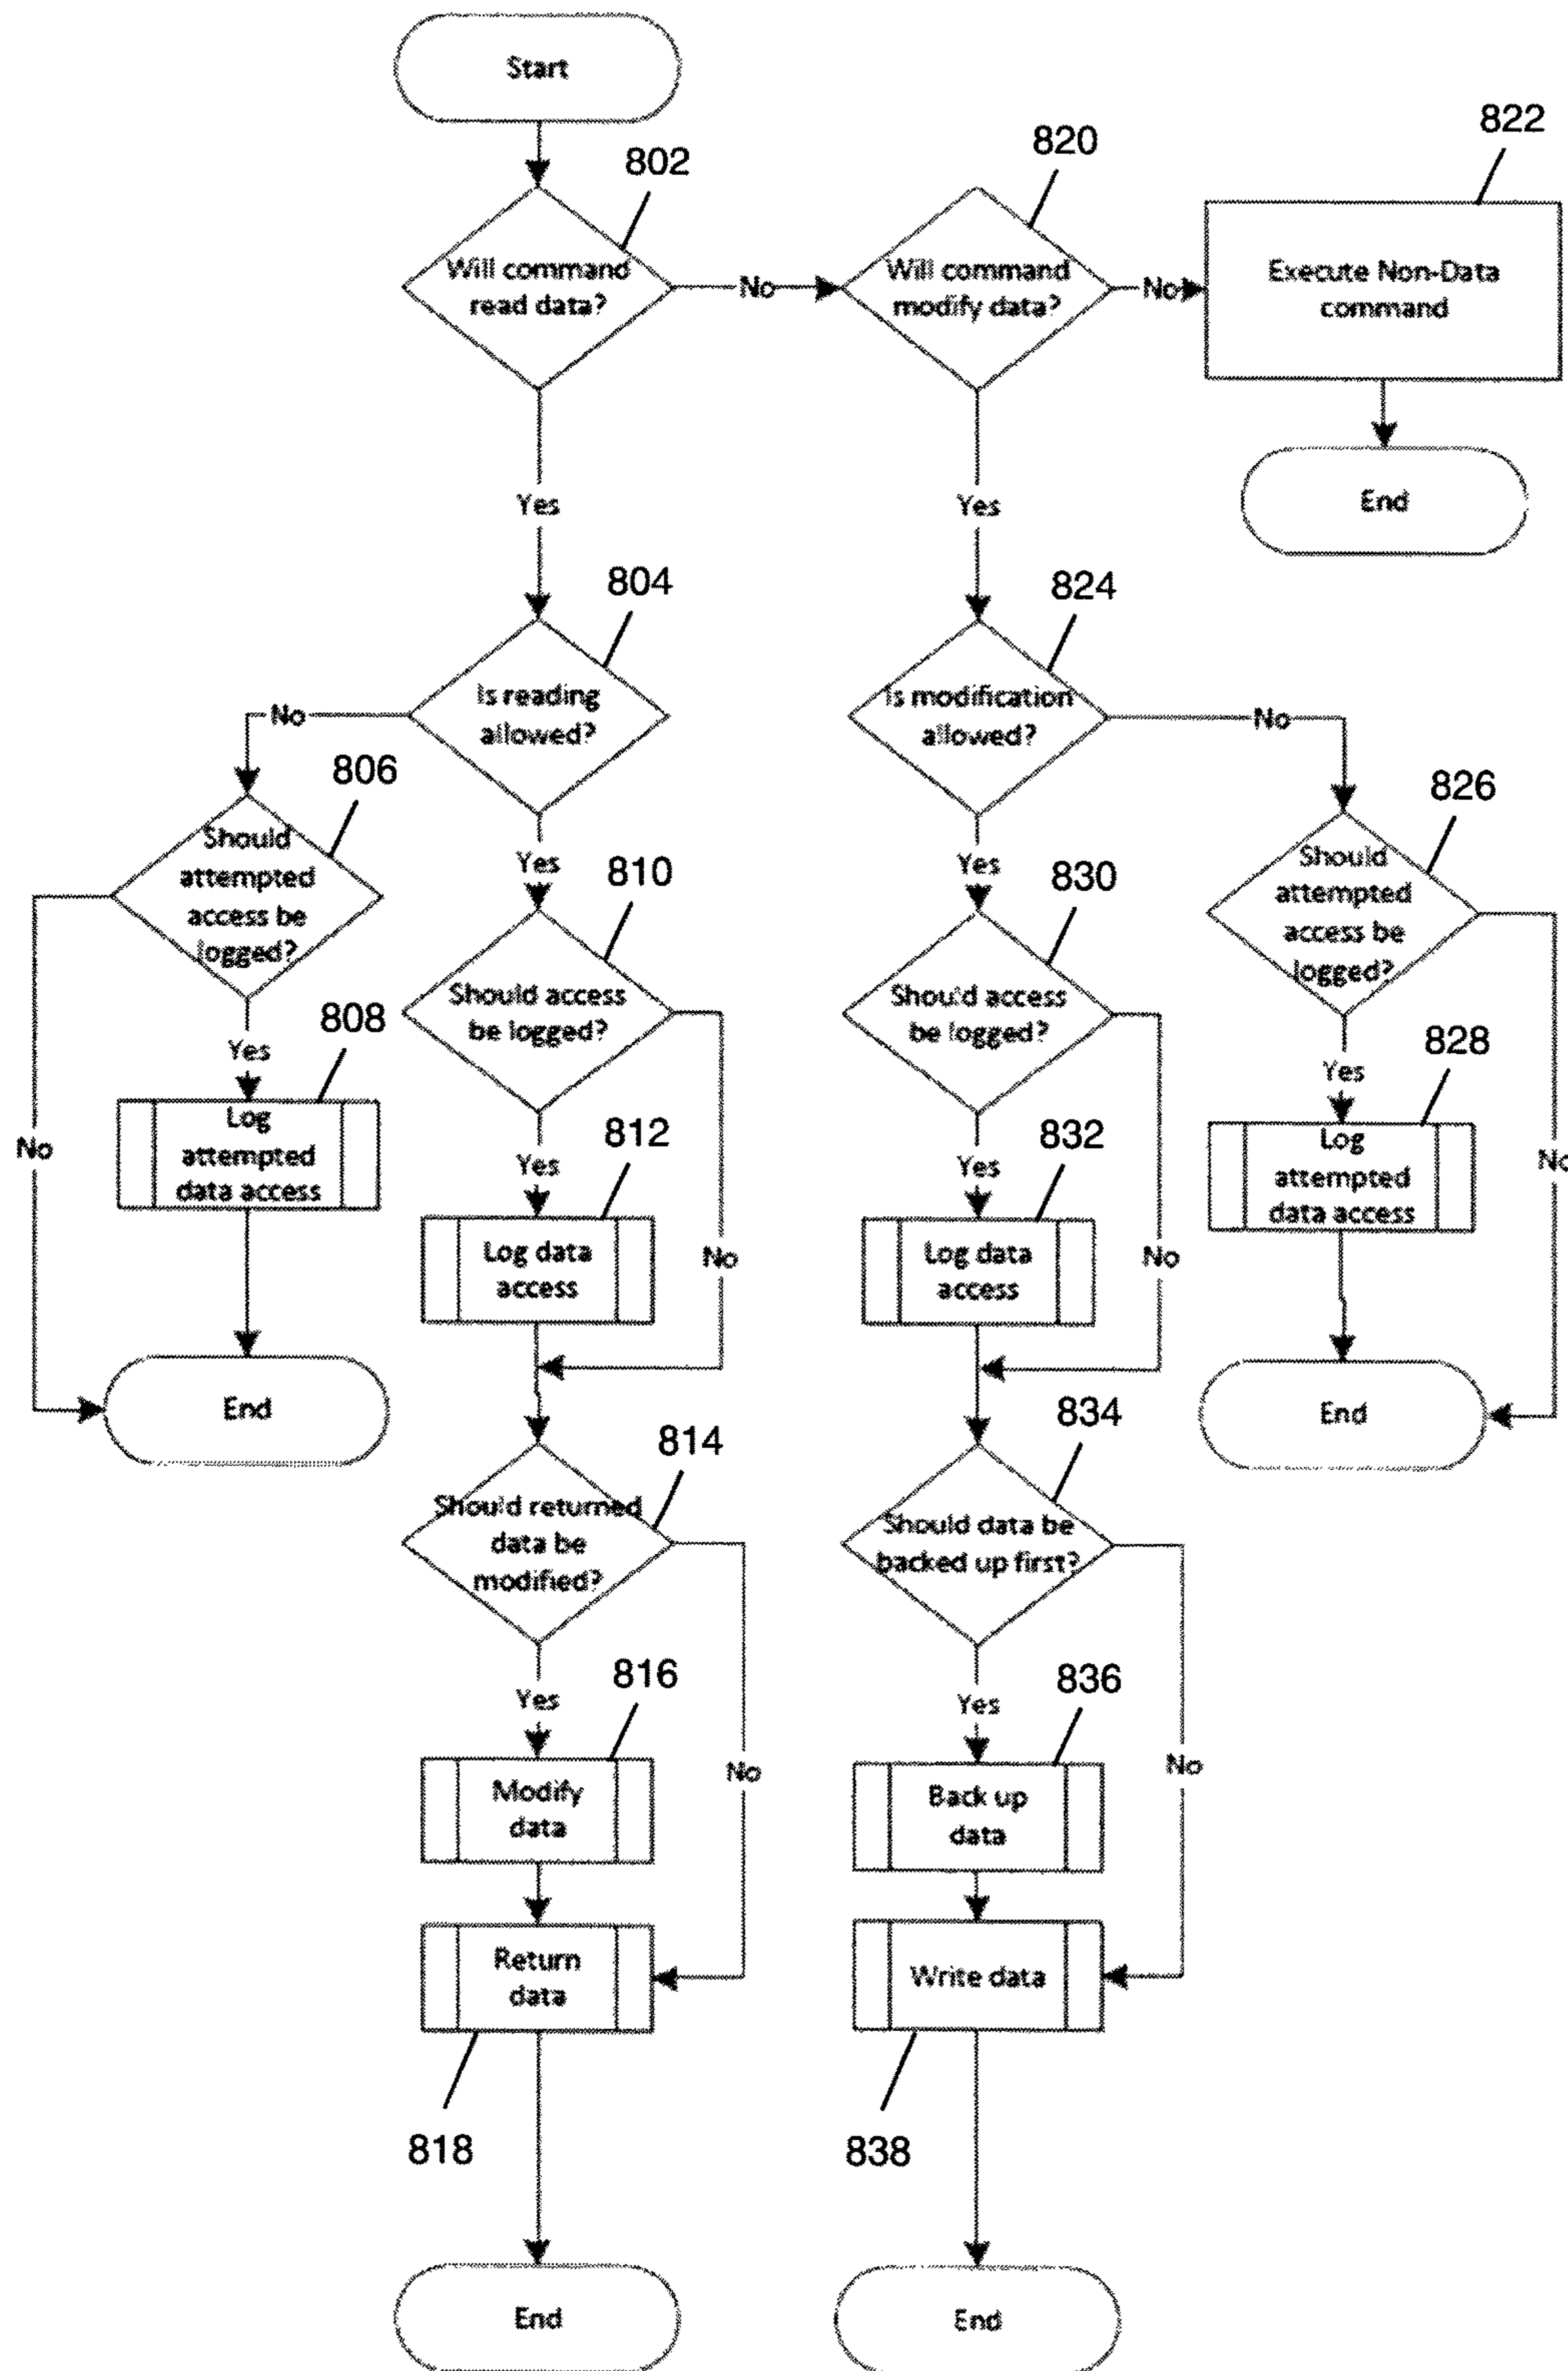 Start
802
Will command
read data?
No
820
Will command
modify data?
No
822
Execute Non-Data
command
End
Yes
Yes
804
Is reading
allowed?
No
824
Is modification
allowed?
No
806
Should
attempted
access be
logged?
Yes
810
Should access
be logged?
Yes
830
Should access
be logged?
826
Should
attempted
access be
logged?
Yes
808
Log
attempted
data access
No
Yes
812
Log data
access
No
Yes
832
Log data
access
No
Yes
828
Log
attempted
data access
No
End
814
Should returned
data be
modified?
834
Should data be
backed up first?
End
Yes
816
Modify
data
No
Yes
836
Back up
data
No
Return
data
818
Write data
838
End
End